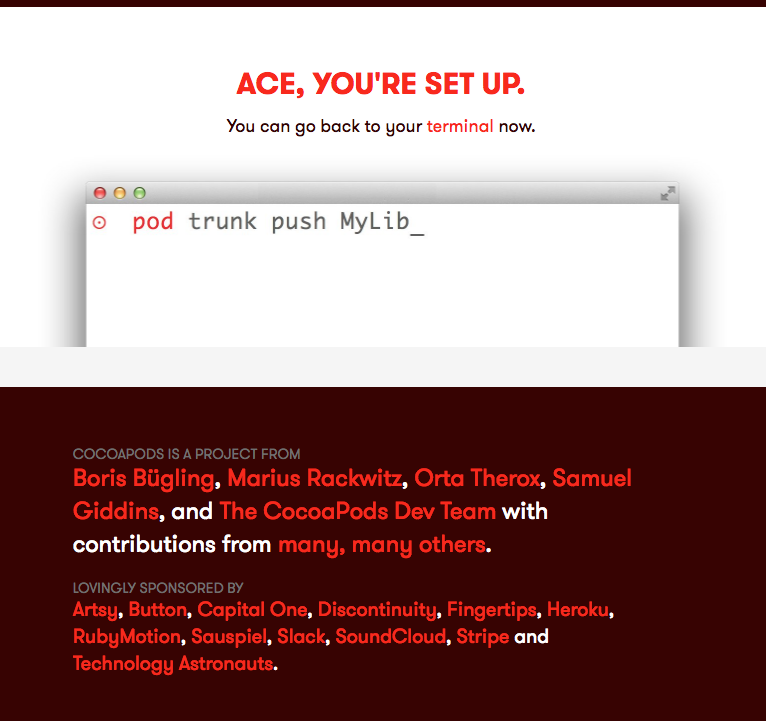 ACE, YOU'RE SET UP.
You can go back to your terminal now.
pod trunk push MyLib_
COCOAPODS IS A PROJECT FROM
Boris Bügling, Marius Rackwitz, Orta Therox, Samuel
Giddins, and The CocoaPods Dev Team with
contributions from many, many others.
LOVINGLY SPONSORED BY
Artsy, Button, Capital One, Discontinuity, Fingertips, Heroku,
RubyMotion, Sauspiel, Slack, SoundCloud, Stripe and
Technology Astronauts.